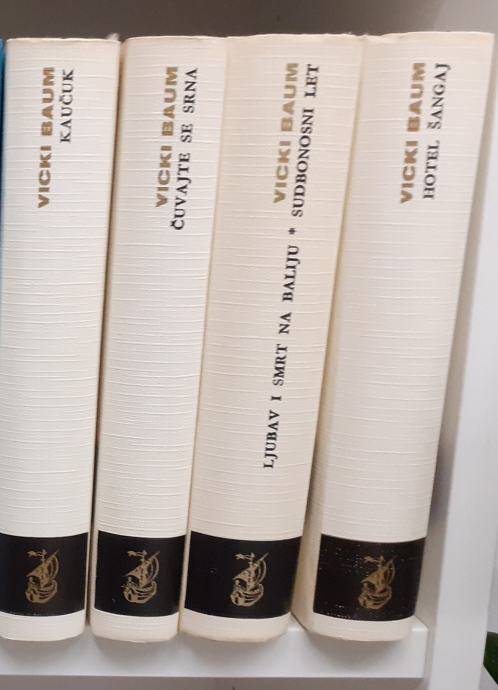 VICKI BAUM
KAUČUK
VICKI BAUM
ČUVAJTE SE SRNA
VICKI BAUM
LJUBAV I SMRT NA BALIJU * SUDBONOSNI LET
VICKI BAUM
HOTEL ŠANGAJ